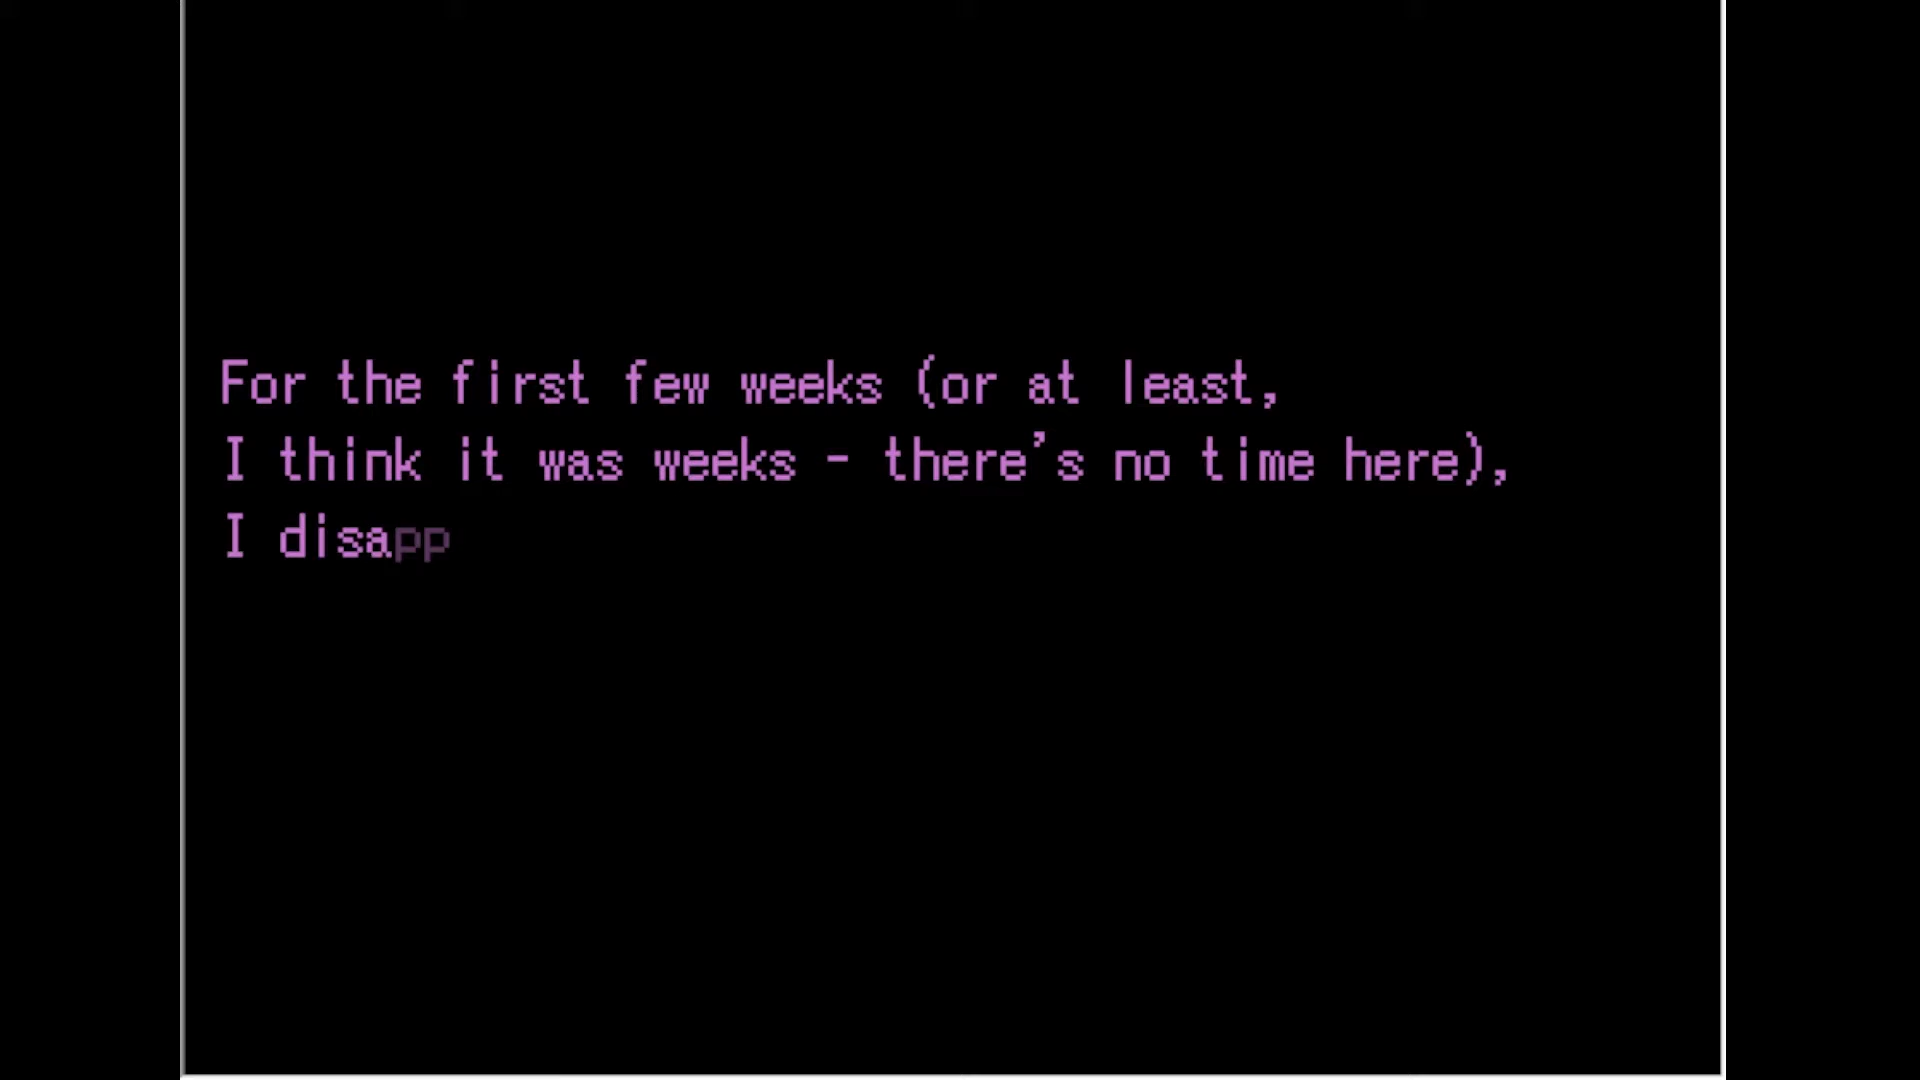 For the first few weeks (or at least,
I think it was weeks - there's no time here),
I disapp